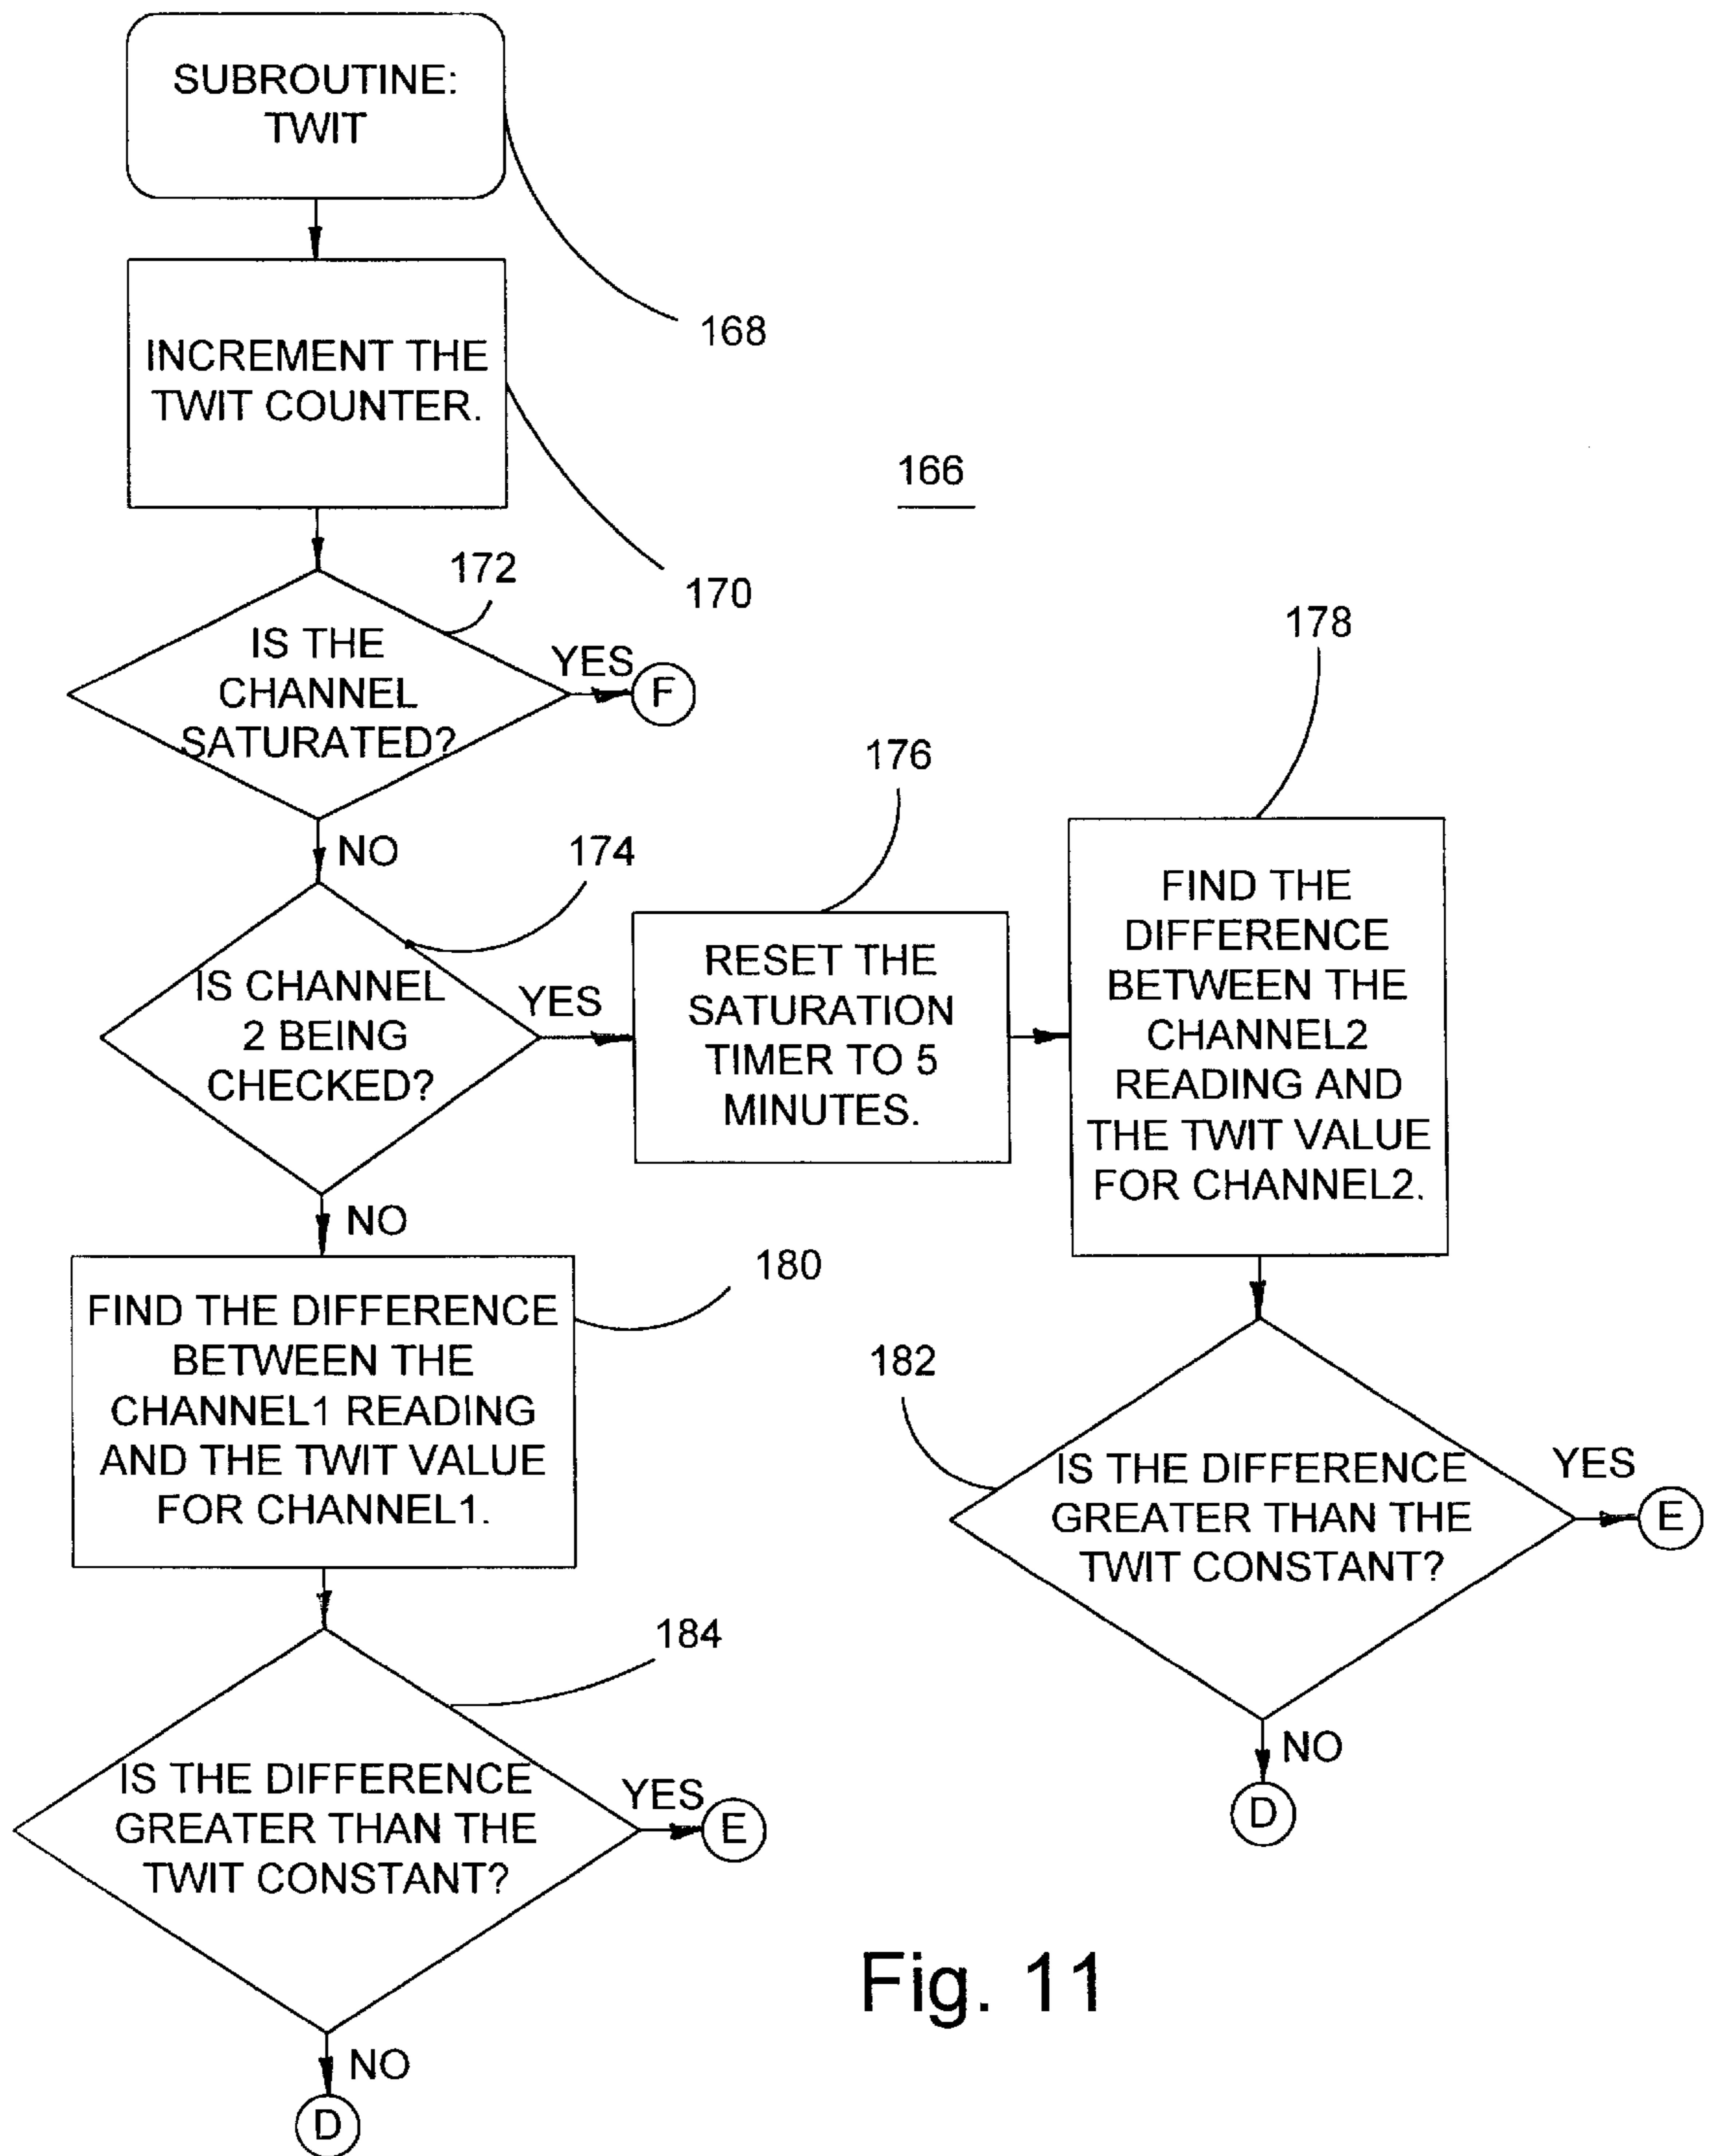 SUBROUTINE:
TWIT
168
INCREMENT THE
TWIT COUNTER.
170
166
172
IS THE
CHANNEL
SATURATED?
YES
F
NO
174
IS CHANNEL
2 BEING
CHECKED?
YES
176
RESET THE
SATURATION
TIMER TO 5
MINUTES.
178
FIND THE
DIFFERENCE
BETWEEN THE
CHANNEL2
READING AND
THE TWIT VALUE
FOR CHANNEL2.
NO
180
FIND THE DIFFERENCE
BETWEEN THE
CHANNEL1 READING
AND THE TWIT VALUE
FOR CHANNEL1.
182
IS THE DIFFERENCE
GREATER THAN THE
TWIT CONSTANT?
YES
E
NO
D
184
IS THE DIFFERENCE
GREATER THAN THE
TWIT CONSTANT?
YES
E
NO
D
Fig. 11